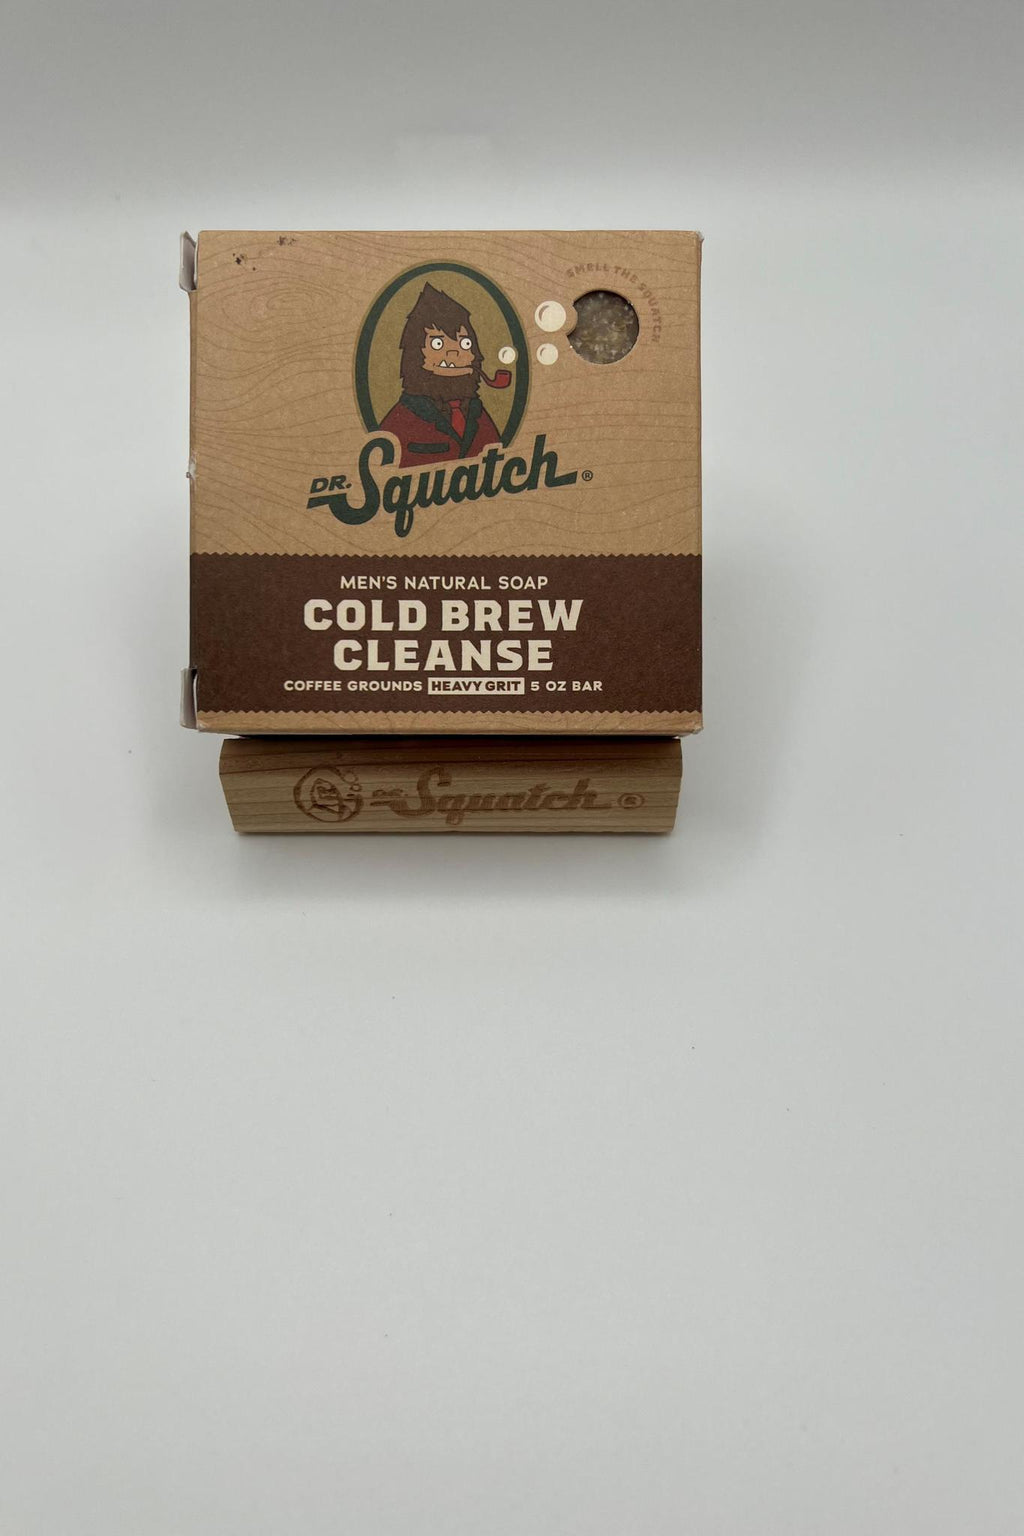 SMELL THE SQUATCH
DR. Squatch ®
MEN'S NATURAL SOAP
COLD BREW
CLEANSE
COFFEE GROUNDS HEAVY GRIT 5 OZ BAR
DR. Squatch ®